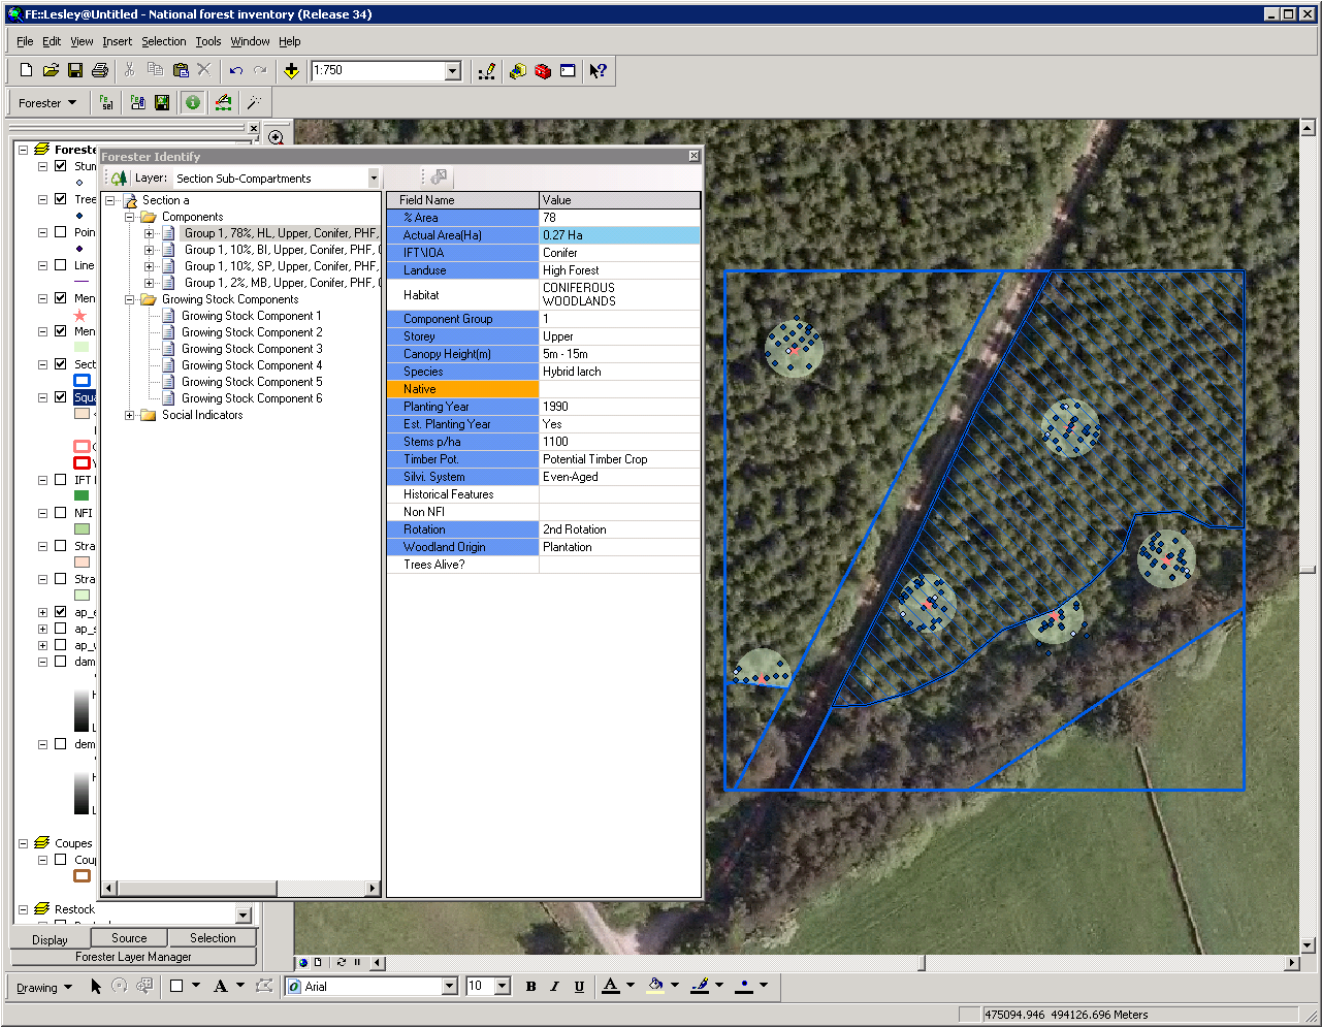 FE::Lesley@Untitled - National forest inventory (Release 34)
File Edit View Insert Selection Tools Window Help
1:750
Forester
Fe sel
Forester Identify
Layer: Section Sub-Compartments
Section a
Components
Group 1, 78%, HL, Upper, Conifer, PHF,
Group 1, 10%, BI, Upper, Conifer, PHF,
Group 1, 10%, SP, Upper, Conifer, PHF,
Group 1, 2%, MB, Upper, Conifer, PHF,
Growing Stock Components
Growing Stock Component 1
Growing Stock Component 2
Growing Stock Component 3
Growing Stock Component 4
Growing Stock Component 5
Growing Stock Component 6
Social Indicators
Field Name Value
% Area 78
Actual Area(Ha) 0.27 Ha
IFT\IOA Conifer
Landuse High Forest
Habitat CONIFEROUS
WOODLANDS
Component Group 1
Storey Upper
Canopy Height(m) 5m - 15m
Species Hybrid larch
Native
Planting Year 1990
Est. Planting Year Yes
Stems p/ha 1100
Timber Pot. Potential Timber Crop
Silvi. System Even-Aged
Historical Features
Non NFI
Rotation 2nd Rotation
Woodland Origin Plantation
Trees Alive?
Foreste
Stun
Tree
Poin
Line
Men
Men
Sect
Squa
IFT
NFI
Stra
Stra
ap_e
ap_s
ap_
dam
dem
Coupes
Cou
Restock
Display Source Selection
Forester Layer Manager
Drawing A Arial 10 B I U A
475094.946 494126.696 Meters